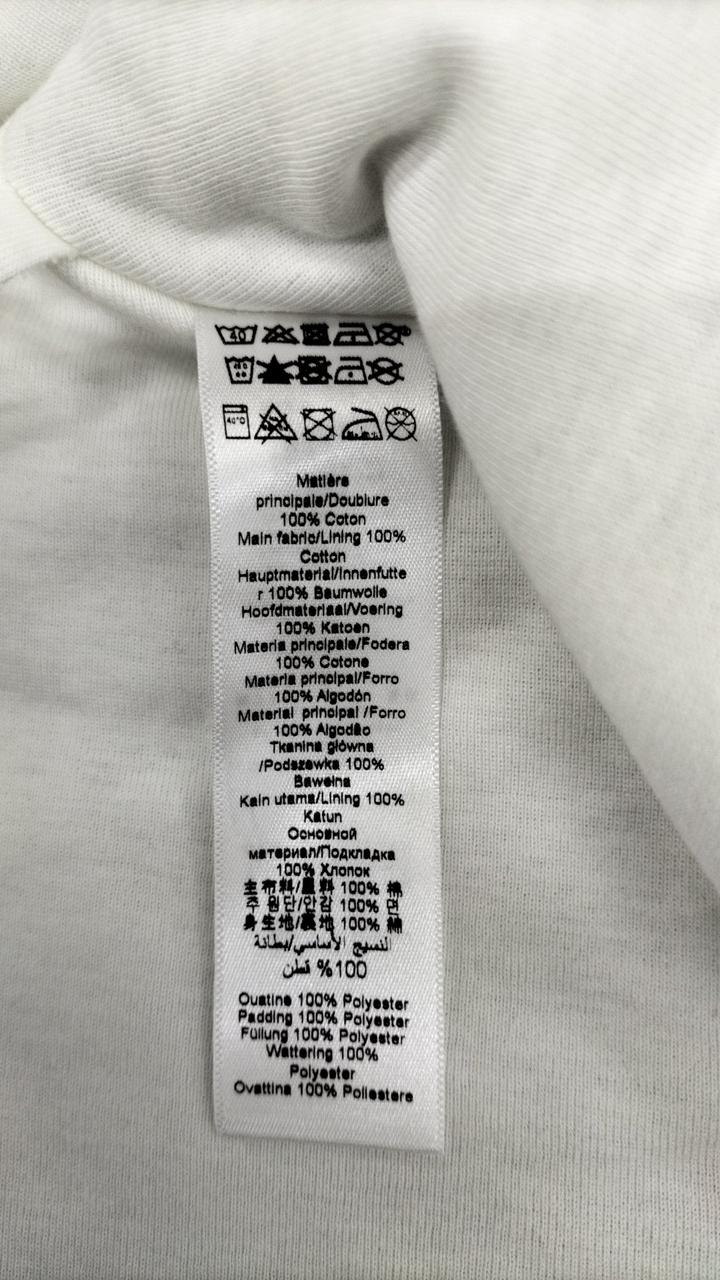 40
40°C
Matière
principale/Doublure
100% Coton
Main fabric/Lining 100%
Cotton
Hauptmaterial/Innenfutte
r 100% Baumwolle
Hoofdmateriaal/Voering
100% Katoen
Materia principale/Fodera
100% Cotone
Materia principal/Forro
100% Algodón
Material principal /Forro
100% Algodão
Tkanina główna
/Podszewka 100%
Bawełna
Kain utama/Lining 100%
Katun
Основной
материал/Подкладка
100% Хлопок
主布料/里料 100% 棉
주 원단/안감 100% 면
身生地/裏地 100% 綿
النسيج الأساسي/بطانة
100% قطن
Ouatine 100% Polyester
Padding 100% Polyester
Füllung 100% Polyester
Wattering 100%
Polyester
Ovattina 100% Poliestere